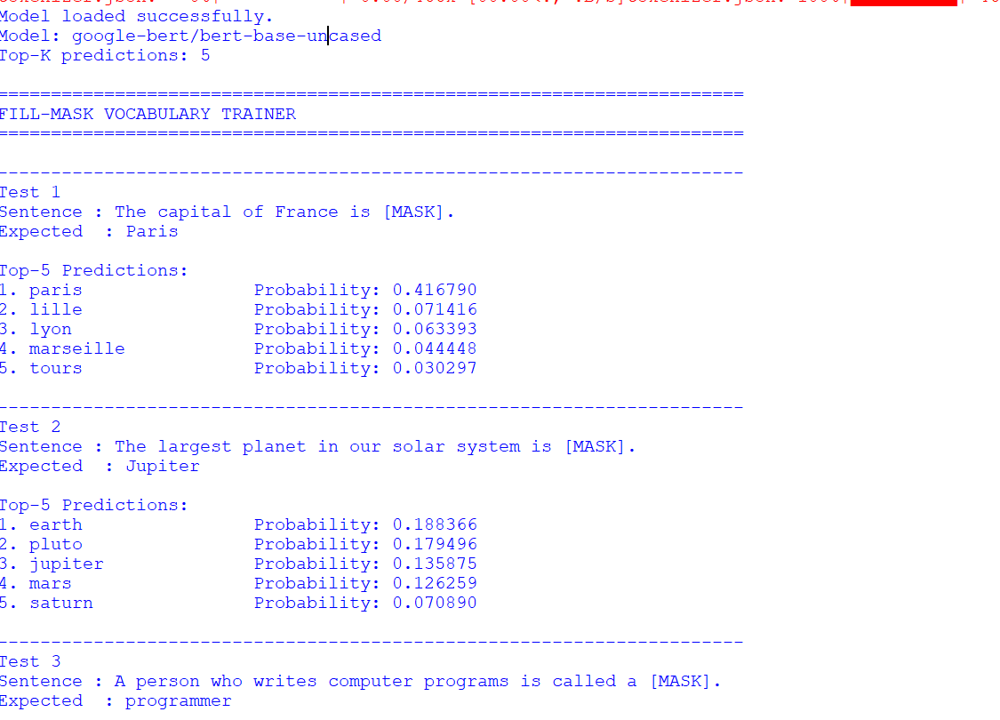 Model loaded successfully.
Model: google-bert/bert-base-uncased
Top-K predictions: 5
======================================================================
FILL-MASK VOCABULARY TRAINER
======================================================================
----------------------------------------------------------------------
Test 1
Sentence : The capital of France is [MASK].
Expected  : Paris
Top-5 Predictions:
1. paris                Probability: 0.416790
2. lille                Probability: 0.071416
3. lyon                 Probability: 0.063393
4. marseille            Probability: 0.044448
5. tours                Probability: 0.030297
----------------------------------------------------------------------
Test 2
Sentence : The largest planet in our solar system is [MASK].
Expected  : Jupiter
Top-5 Predictions:
1. earth                Probability: 0.188366
2. pluto                Probability: 0.179496
3. jupiter              Probability: 0.135875
4. mars                 Probability: 0.126259
5. saturn               Probability: 0.070890
----------------------------------------------------------------------
Test 3
Sentence : A person who writes computer programs is called a [MASK].
Expected  : programmer